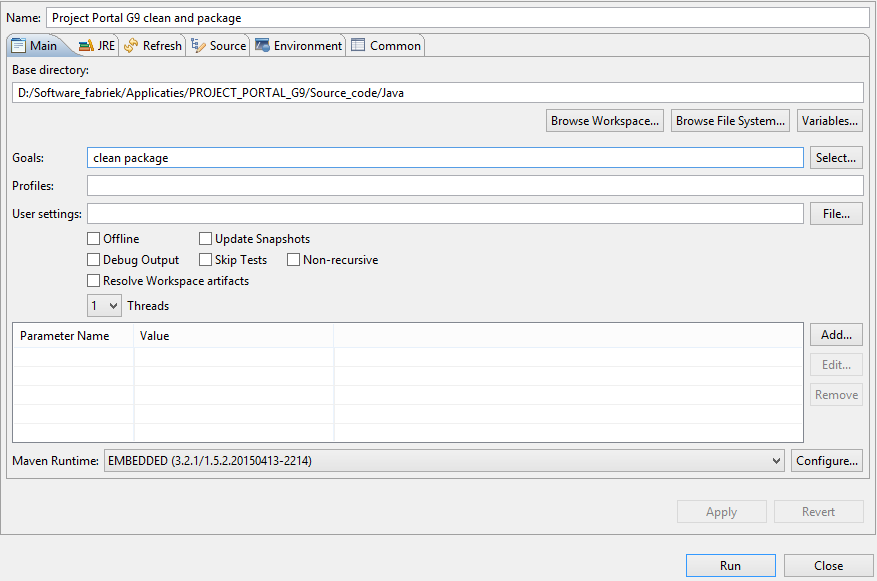 Name: Project Portal G9 clean and package
Main JRE Refresh Source Environment Common
Base directory:
D:/Software_fabriek/Applicaties/PROJECT_PORTAL_G9/Source_code/Java
Browse Workspace... Browse File System... Variables...
Goals: clean package Select...
Profiles:
User settings: File...
Offline Update Snapshots
Debug Output Skip Tests Non-recursive
Resolve Workspace artifacts
1 Threads
Parameter Name Value Add...
Edit...
Remove
Maven Runtime: EMBEDDED (3.2.1/1.5.2.20150413-2214) Configure...
Apply Revert
Run Close